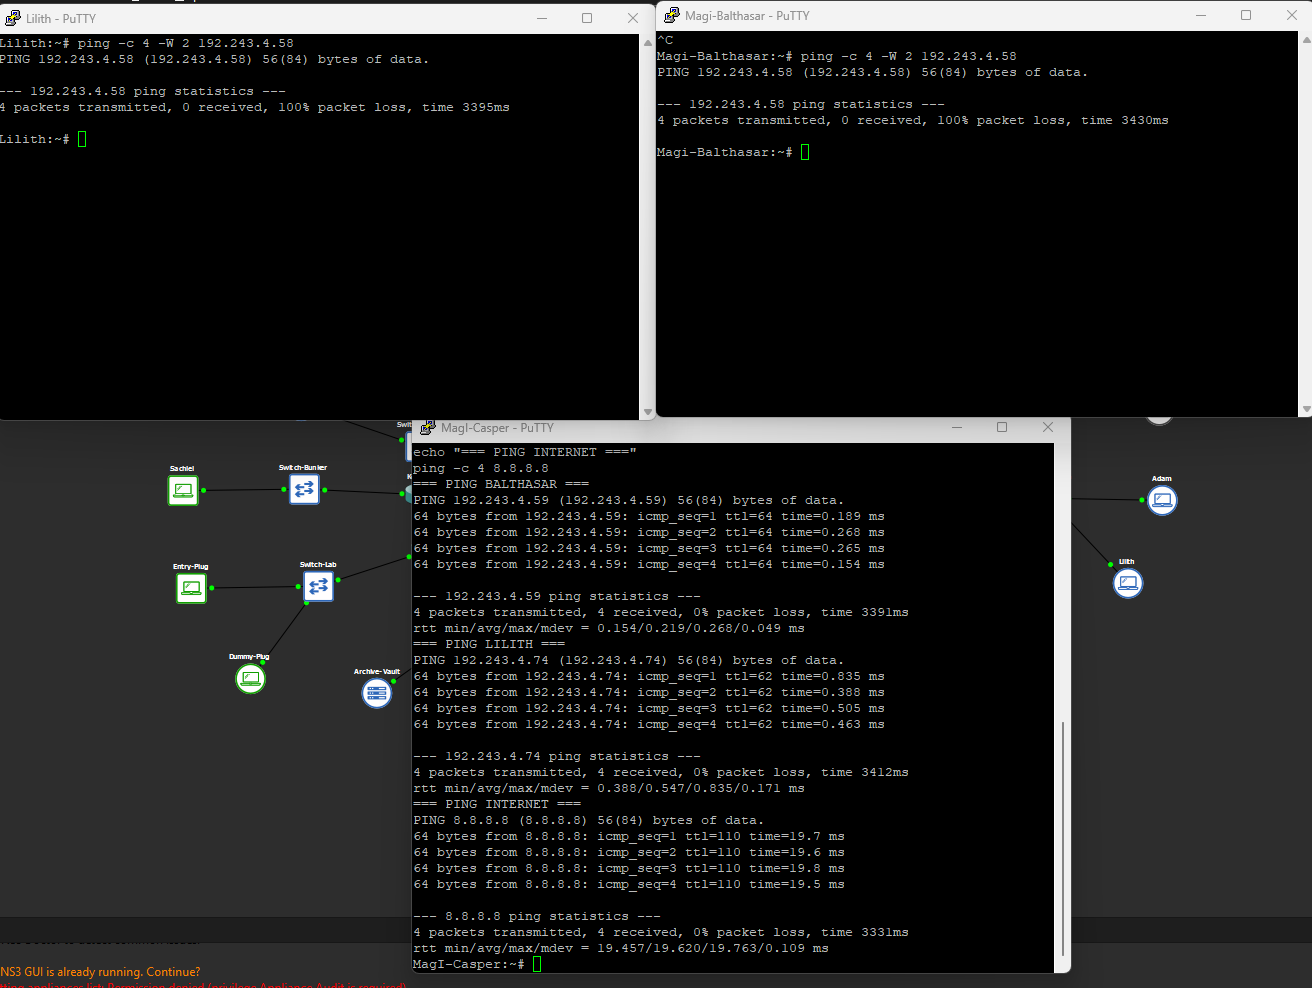 Lilith - PuTTY
Lilith:~# ping -c 4 -W 2 192.243.4.58
PING 192.243.4.58 (192.243.4.58) 56(84) bytes of data.
--- 192.243.4.58 ping statistics ---
4 packets transmitted, 0 received, 100% packet loss, time 3395ms
Lilith:~#
Magi-Balthasar - PuTTY
^C
Magi-Balthasar:~# ping -c 4 -W 2 192.243.4.58
PING 192.243.4.58 (192.243.4.58) 56(84) bytes of data.
--- 192.243.4.58 ping statistics ---
4 packets transmitted, 0 received, 100% packet loss, time 3430ms
Magi-Balthasar:~#
Sachiel
Switch-Bunker
Entry-Plug
Switch-Lab
Dummy-Plug
Archive-Vault
MagI-Casper - PuTTY
echo "=== PING INTERNET ==="
ping -c 4 8.8.8.8
=== PING BALTHASAR ===
PING 192.243.4.59 (192.243.4.59) 56(84) bytes of data.
64 bytes from 192.243.4.59: icmp_seq=1 ttl=64 time=0.189 ms
64 bytes from 192.243.4.59: icmp_seq=2 ttl=64 time=0.268 ms
64 bytes from 192.243.4.59: icmp_seq=3 ttl=64 time=0.265 ms
64 bytes from 192.243.4.59: icmp_seq=4 ttl=64 time=0.154 ms
--- 192.243.4.59 ping statistics ---
4 packets transmitted, 4 received, 0% packet loss, time 3391ms
rtt min/avg/max/mdev = 0.154/0.219/0.268/0.049 ms
=== PING LILITH ===
PING 192.243.4.74 (192.243.4.74) 56(84) bytes of data.
64 bytes from 192.243.4.74: icmp_seq=1 ttl=62 time=0.835 ms
64 bytes from 192.243.4.74: icmp_seq=2 ttl=62 time=0.388 ms
64 bytes from 192.243.4.74: icmp_seq=3 ttl=62 time=0.505 ms
64 bytes from 192.243.4.74: icmp_seq=4 ttl=62 time=0.463 ms
--- 192.243.4.74 ping statistics ---
4 packets transmitted, 4 received, 0% packet loss, time 3412ms
rtt min/avg/max/mdev = 0.388/0.547/0.835/0.171 ms
=== PING INTERNET ===
PING 8.8.8.8 (8.8.8.8) 56(84) bytes of data.
64 bytes from 8.8.8.8: icmp_seq=1 ttl=110 time=19.7 ms
64 bytes from 8.8.8.8: icmp_seq=2 ttl=110 time=19.6 ms
64 bytes from 8.8.8.8: icmp_seq=3 ttl=110 time=19.8 ms
64 bytes from 8.8.8.8: icmp_seq=4 ttl=110 time=19.5 ms
--- 8.8.8.8 ping statistics ---
4 packets transmitted, 4 received, 0% packet loss, time 3331ms
rtt min/avg/max/mdev = 19.457/19.620/19.763/0.109 ms
MagI-Casper:~#
Adam
Lilith
NS3 GUI is already running. Continue?
appliances list: Permission denied (privilege Appliance.Audit is required)